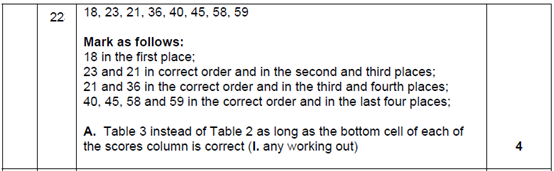 22
18, 23, 21, 36, 40, 45, 58, 59
Mark as follows:
18 in the first place;
23 and 21 in correct order and in the second and third places;
21 and 36 in the correct order and in the third and fourth places;
40, 45, 58 and 59 in the correct order and in the last four places;
A. Table 3 instead of Table 2 as long as the bottom cell of each of
the scores column is correct (I. any working out)
4